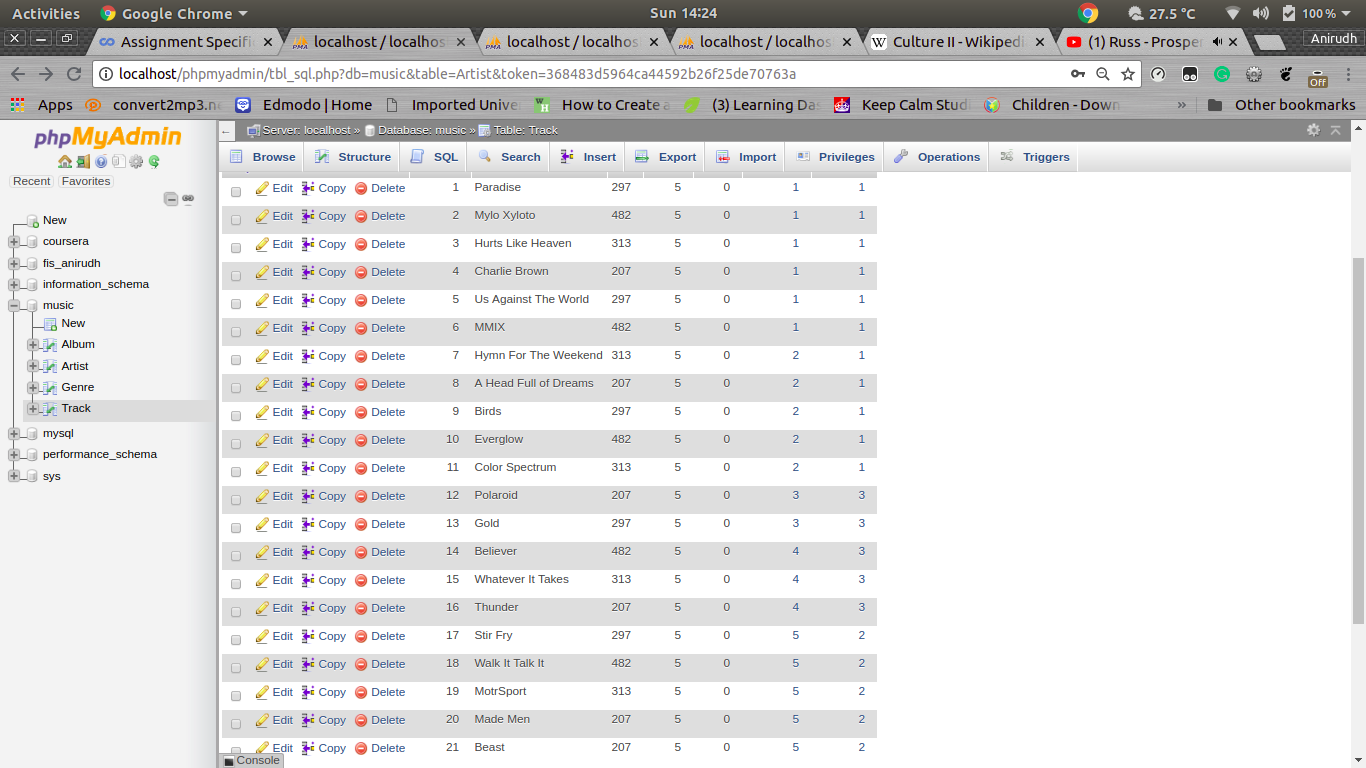 Activities Google Chrome Sun 14:24 27.5 °C 100 %
Assignment Specifi localhost / localhos localhost / localhos localhost / localhos Culture II - Wikipedi (1) Russ - Prosper Anirudh
localhost/phpmyadmin/tbl_sql.php?db=music&table=Artist&token=368483d5964ca44592b26f25de70763a Off
Apps convert2mp3.ne Edmodo | Home Imported Unive How to Create a (3) Learning Das Keep Calm Stud Children - Down » Other bookmarks
phpMyAdmin
Recent Favorites
New
coursera
fis_anirudh
information_schema
music
New
Album
Artist
Genre
Track
mysql
performance_schema
sys
Server: localhost » Database: music » Table: Track
Browse Structure SQL Search Insert Export Import Privileges Operations Triggers
Edit Copy Delete 1 Paradise 297 5 0 1 1
Edit Copy Delete 2 Mylo Xyloto 482 5 0 1 1
Edit Copy Delete 3 Hurts Like Heaven 313 5 0 1 1
Edit Copy Delete 4 Charlie Brown 207 5 0 1 1
Edit Copy Delete 5 Us Against The World 297 5 0 1 1
Edit Copy Delete 6 MMIX 482 5 0 1 1
Edit Copy Delete 7 Hymn For The Weekend 313 5 0 2 1
Edit Copy Delete 8 A Head Full of Dreams 207 5 0 2 1
Edit Copy Delete 9 Birds 297 5 0 2 1
Edit Copy Delete 10 Everglow 482 5 0 2 1
Edit Copy Delete 11 Color Spectrum 313 5 0 2 1
Edit Copy Delete 12 Polaroid 207 5 0 3 3
Edit Copy Delete 13 Gold 297 5 0 3 3
Edit Copy Delete 14 Believer 482 5 0 4 3
Edit Copy Delete 15 Whatever It Takes 313 5 0 4 3
Edit Copy Delete 16 Thunder 207 5 0 4 3
Edit Copy Delete 17 Stir Fry 297 5 0 5 2
Edit Copy Delete 18 Walk It Talk It 482 5 0 5 2
Edit Copy Delete 19 MotrSport 313 5 0 5 2
Edit Copy Delete 20 Made Men 207 5 0 5 2
Edit Copy Delete 21 Beast 207 5 0 5 2
Console